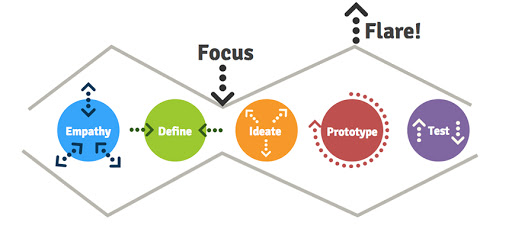 Flare!
Focus
Empathy
Define
Ideate
Prototype
Test